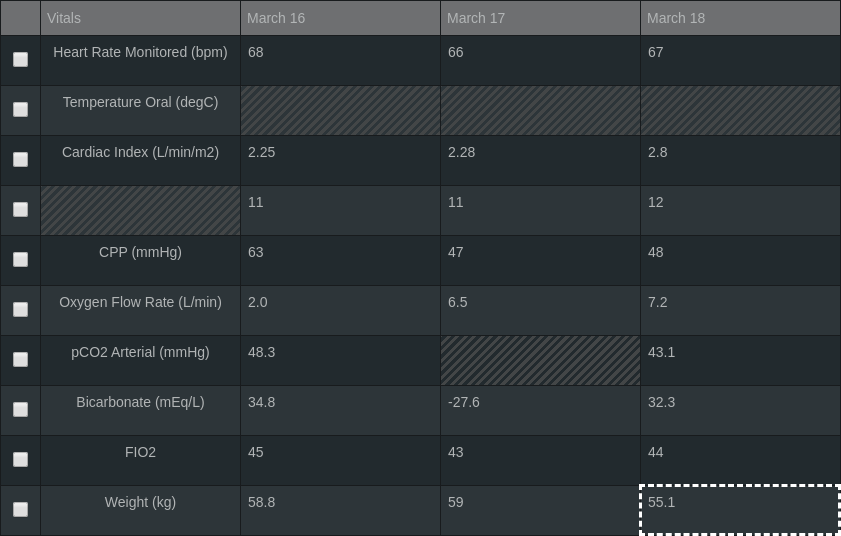 Vitals March 16 March 17 March 18
Heart Rate Monitored (bpm) 68 66 67
Temperature Oral (degC)
Cardiac Index (L/min/m2) 2.25 2.28 2.8
11 11 12
CPP (mmHg) 63 47 48
Oxygen Flow Rate (L/min) 2.0 6.5 7.2
pCO2 Arterial (mmHg) 48.3 43.1
Bicarbonate (mEq/L) 34.8 -27.6 32.3
FIO2 45 43 44
Weight (kg) 58.8 59 55.1